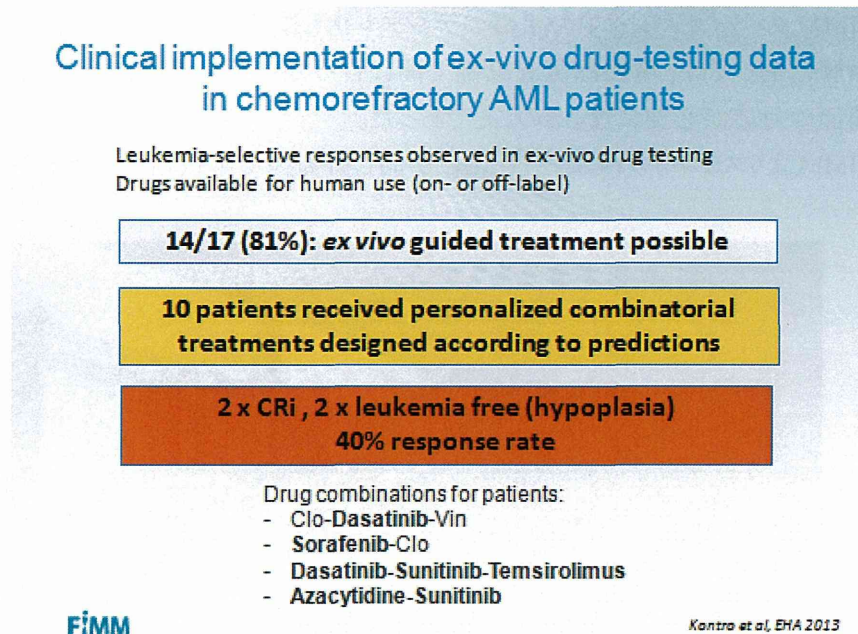 Clinical implementation of ex-vivo drug-testing data
in chemorefractory AML patients
Leukemia-selective responses observed in ex-vivo drug testing
Drugs available for human use (on- or off-label)
14/17 (81%): ex vivo guided treatment possible
10 patients received personalized combinatorial
treatments designed according to predictions
2 x CRi , 2 x leukemia free (hypoplasia)
40% response rate
Drug combinations for patients:
- Clo-Dasatinib-Vin
- Sorafenib-Clo
- Dasatinib-Sunitinib-Temsirolimus
- Azacytidine-Sunitinib
FiMM
Kontro et al, EHA 2013